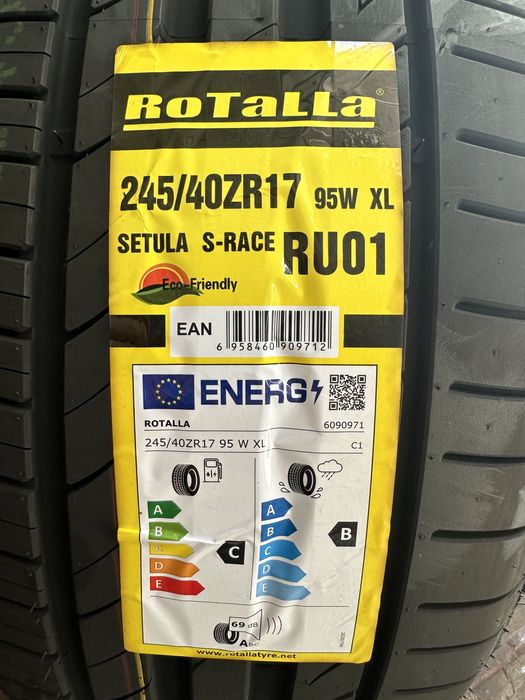 RoTaLLa®
245/40ZR17 95W XL
SETULA S-RACE RU01
Eco-Friendly
EAN
6 958460 909712
ENERG
ROTALLA 6090971
245/40ZR17 95 W XL C1
A A
B B B
C C C
D D
E E
69 dB
ABC
www.rotallatyre.net